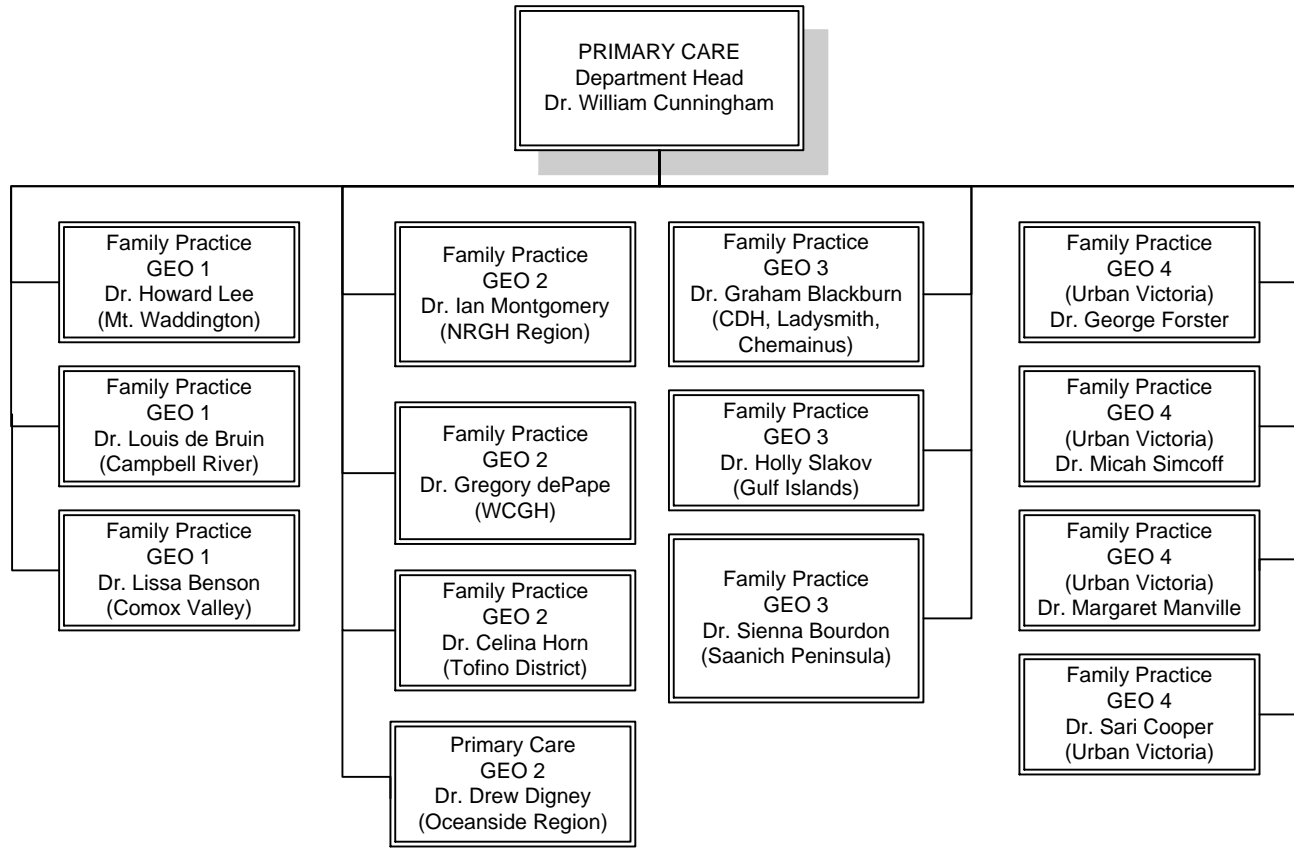 PRIMARY CARE
Department Head
Dr. William Cunningham
Family Practice
GEO 1
Dr. Howard Lee
(Mt. Waddington)
Family Practice
GEO 1
Dr. Louis de Bruin
(Campbell River)
Family Practice
GEO 1
Dr. Lissa Benson
(Comox Valley)
Family Practice
GEO 2
Dr. Ian Montgomery
(NRGH Region)
Family Practice
GEO 2
Dr. Gregory dePape
(WCGH)
Family Practice
GEO 2
Dr. Celina Horn
(Tofino District)
Primary Care
GEO 2
Dr. Drew Digney
(Oceanside Region)
Family Practice
GEO 3
Dr. Graham Blackburn
(CDH, Ladysmith,
Chemainus)
Family Practice
GEO 3
Dr. Holly Slakov
(Gulf Islands)
Family Practice
GEO 3
Dr. Sienna Bourdon
(Saanich Peninsula)
Family Practice
GEO 4
(Urban Victoria)
Dr. George Forster
Family Practice
GEO 4
(Urban Victoria)
Dr. Micah Simcoff
Family Practice
GEO 4
(Urban Victoria)
Dr. Margaret Manville
Family Practice
GEO 4
Dr. Sari Cooper
(Urban Victoria)